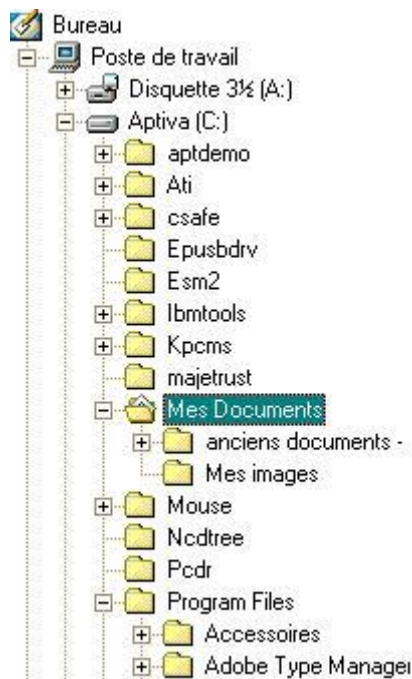 Bureau
Poste de travail
Disquette 3½ (A:)
Aptiva (C:)
aptdemo
Ati
csafe
Epusbdrv
Esm2
Ibmtools
Kpcms
majetrust
Mes Documents
anciens documents -
Mes images
Mouse
Ncdtree
Pcdr
Program Files
Accessoires
Adobe Type Manager